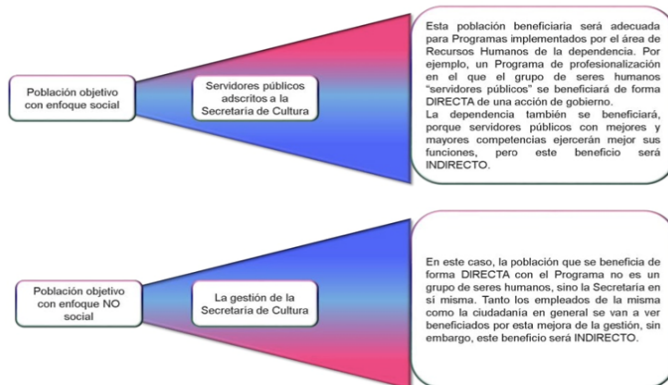 Población objetivo
con enfoque social
Servidores públicos
adscritos a la
Secretaría de Cultura
Esta población beneficiaria será adecuada
para Programas implementados por el área de
Recursos Humanos de la dependencia. Por
ejemplo, un Programa de profesionalización
en el que el grupo de seres humanos
"servidores públicos" se beneficiará de forma
DIRECTA de una acción de gobierno.
La dependencia también se beneficiará,
porque servidores públicos con mejores y
mayores competencias ejercerán mejor sus
funciones, pero este beneficio será
INDIRECTO.
Población objetivo
con enfoque NO
social
La gestión de la
Secretaría de Cultura
En este caso, la población que se beneficia de
forma DIRECTA con el Programa no es un
grupo de seres humanos, sino la Secretaría en
sí misma. Tanto los empleados de la misma
como la ciudadanía en general se van a ver
beneficiados por esta mejora de la gestión, sin
embargo, este beneficio será INDIRECTO.